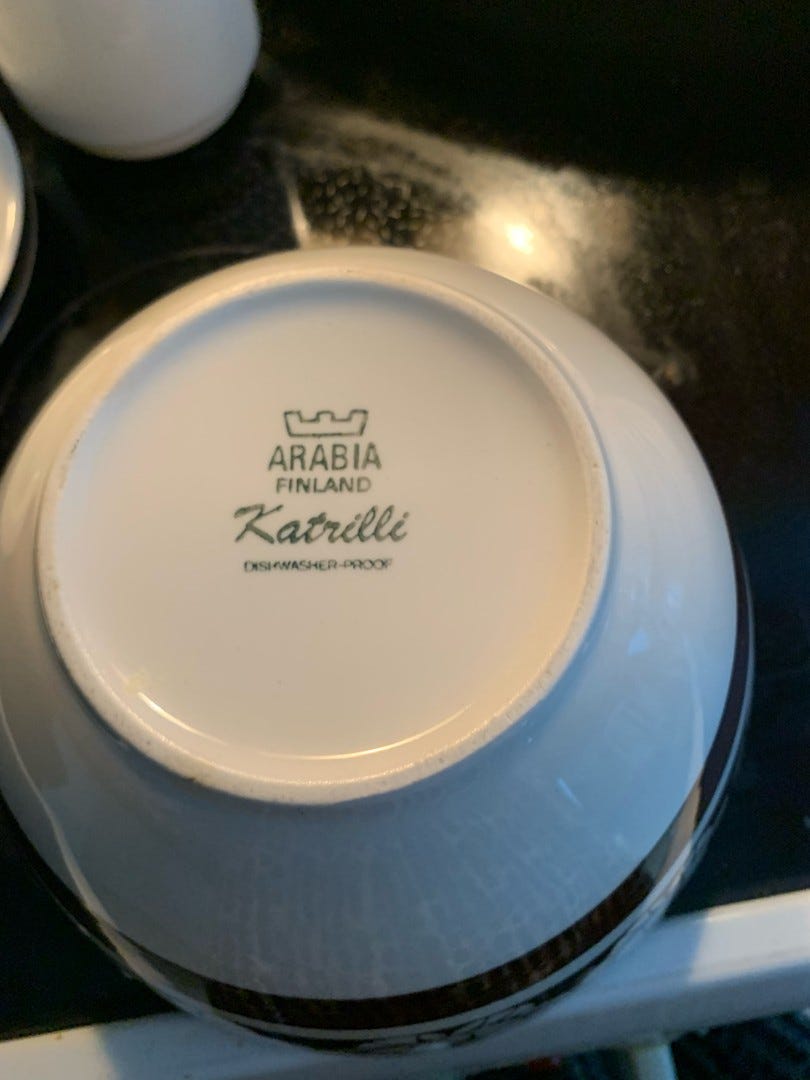 ARABIA
FINLAND
Katrilli
DISHWASHER-PROOF